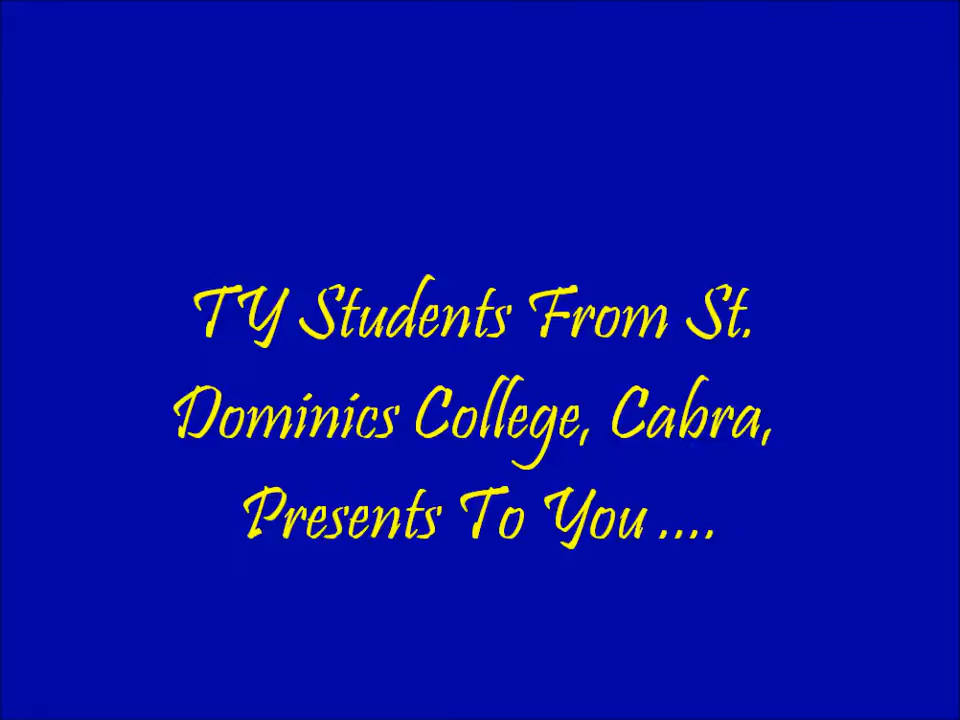 TY Students From St.
Dominics College, Cabra,
Presents To You ....